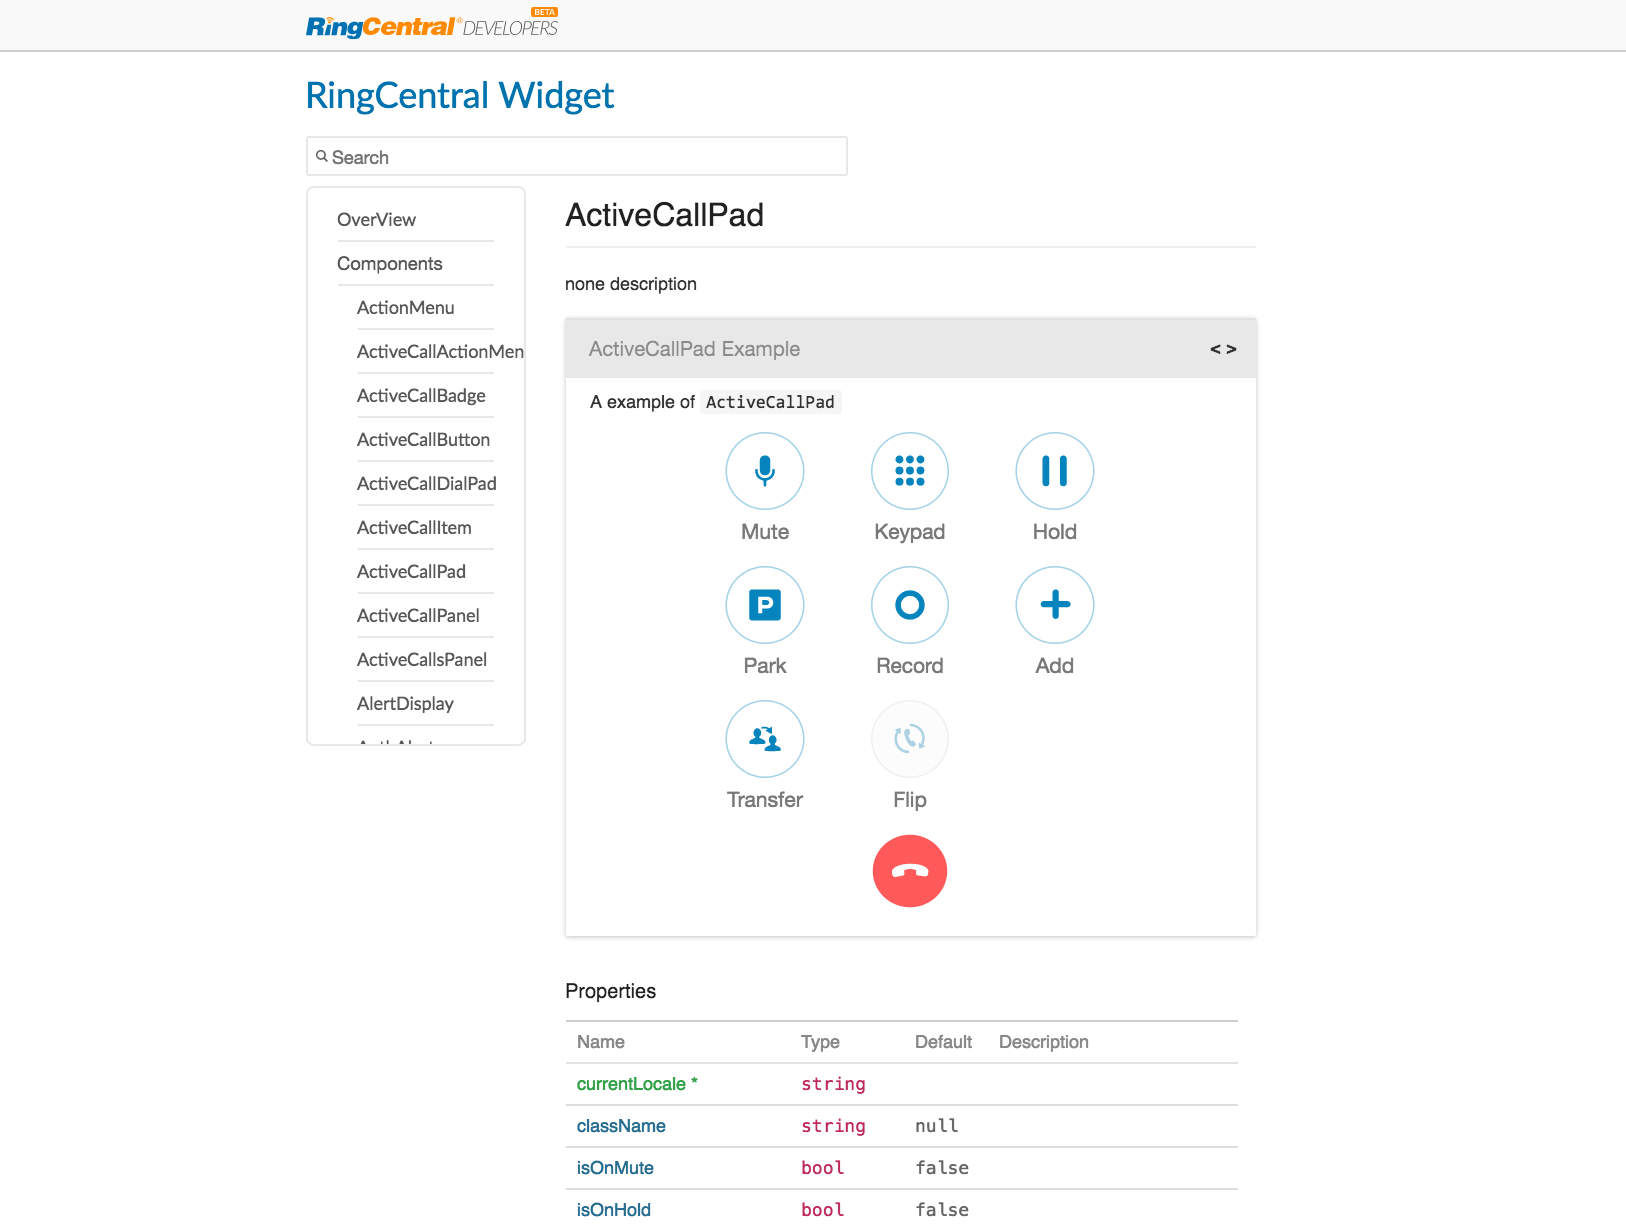 RingCentral® DEVELOPERS BETA
RingCentral Widget
Search
OverView
Components
ActionMenu
ActiveCallActionMen
ActiveCallBadge
ActiveCallButton
ActiveCallDialPad
ActiveCallItem
ActiveCallPad
ActiveCallPanel
ActiveCallsPanel
AlertDisplay
ActiveCallPad
none description
ActiveCallPad Example < >
A example of ActiveCallPad
Mute Keypad Hold
P
Park Record Add
Transfer Flip
Properties
Name Type Default Description
currentLocale * string
className string null
isOnMute bool false
isOnHold bool false